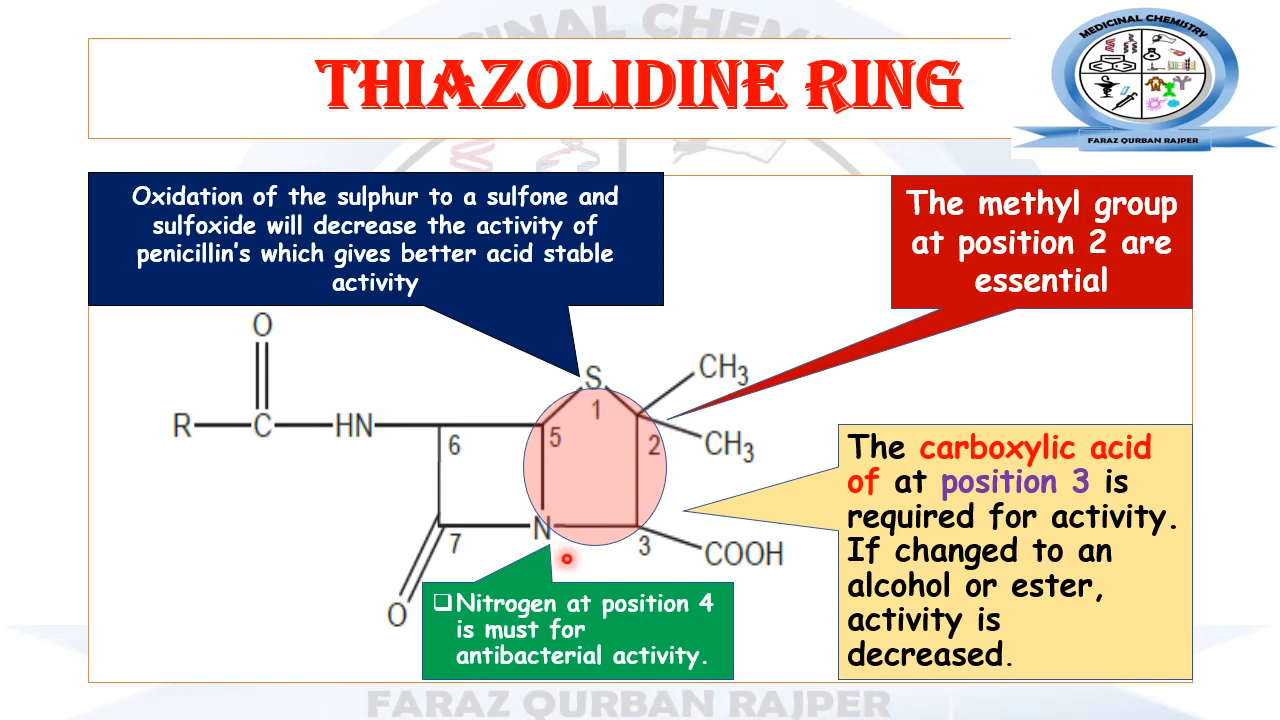 THIAZOLIDINE RING
MEDICINAL CHEMISTRY
FARAZ QURBAN RAJPER
Oxidation of the sulphur to a sulfone and
sulfoxide will decrease the activity of
penicillin's which gives better acid stable
activity
The methyl group
at position 2 are
essential
O
R
C
HN
S
1
CH3
CH3
5
6
2
The carboxylic acid
of at position 3 is
required for activity.
If changed to an
alcohol or ester,
activity is
decreased.
7
N
3
COOH
O
❑Nitrogen at position 4
is must for
antibacterial activity.
FARAZ QURBAN RAJPER